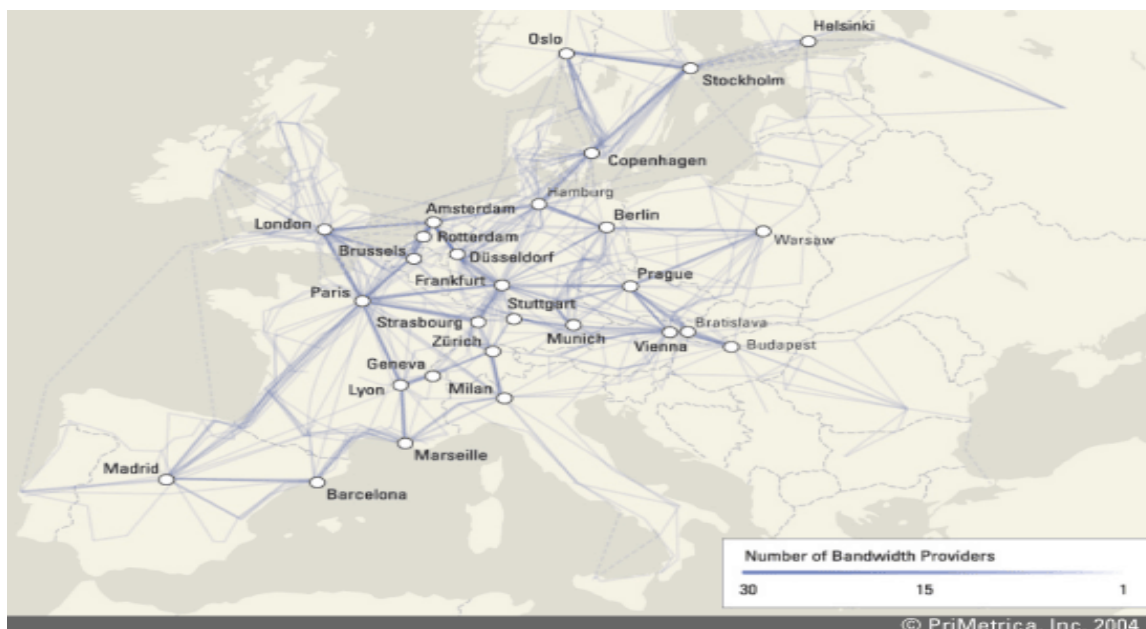 Helsinki
Oslo
Stockholm
Copenhagen
Hamburg
Amsterdam
Berlin
London
Rotterdam
Warsaw
Brussels
Düsseldorf
Frankfurt
Prague
Paris
Stuttgart
Strasbourg
Bratislava
Munich
Vienna
Zürich
Budapest
Geneva
Lyon
Milan
Marseille
Madrid
Barcelona
Number of Bandwidth Providers
30 15 1
© PriMetrica, Inc. 2004